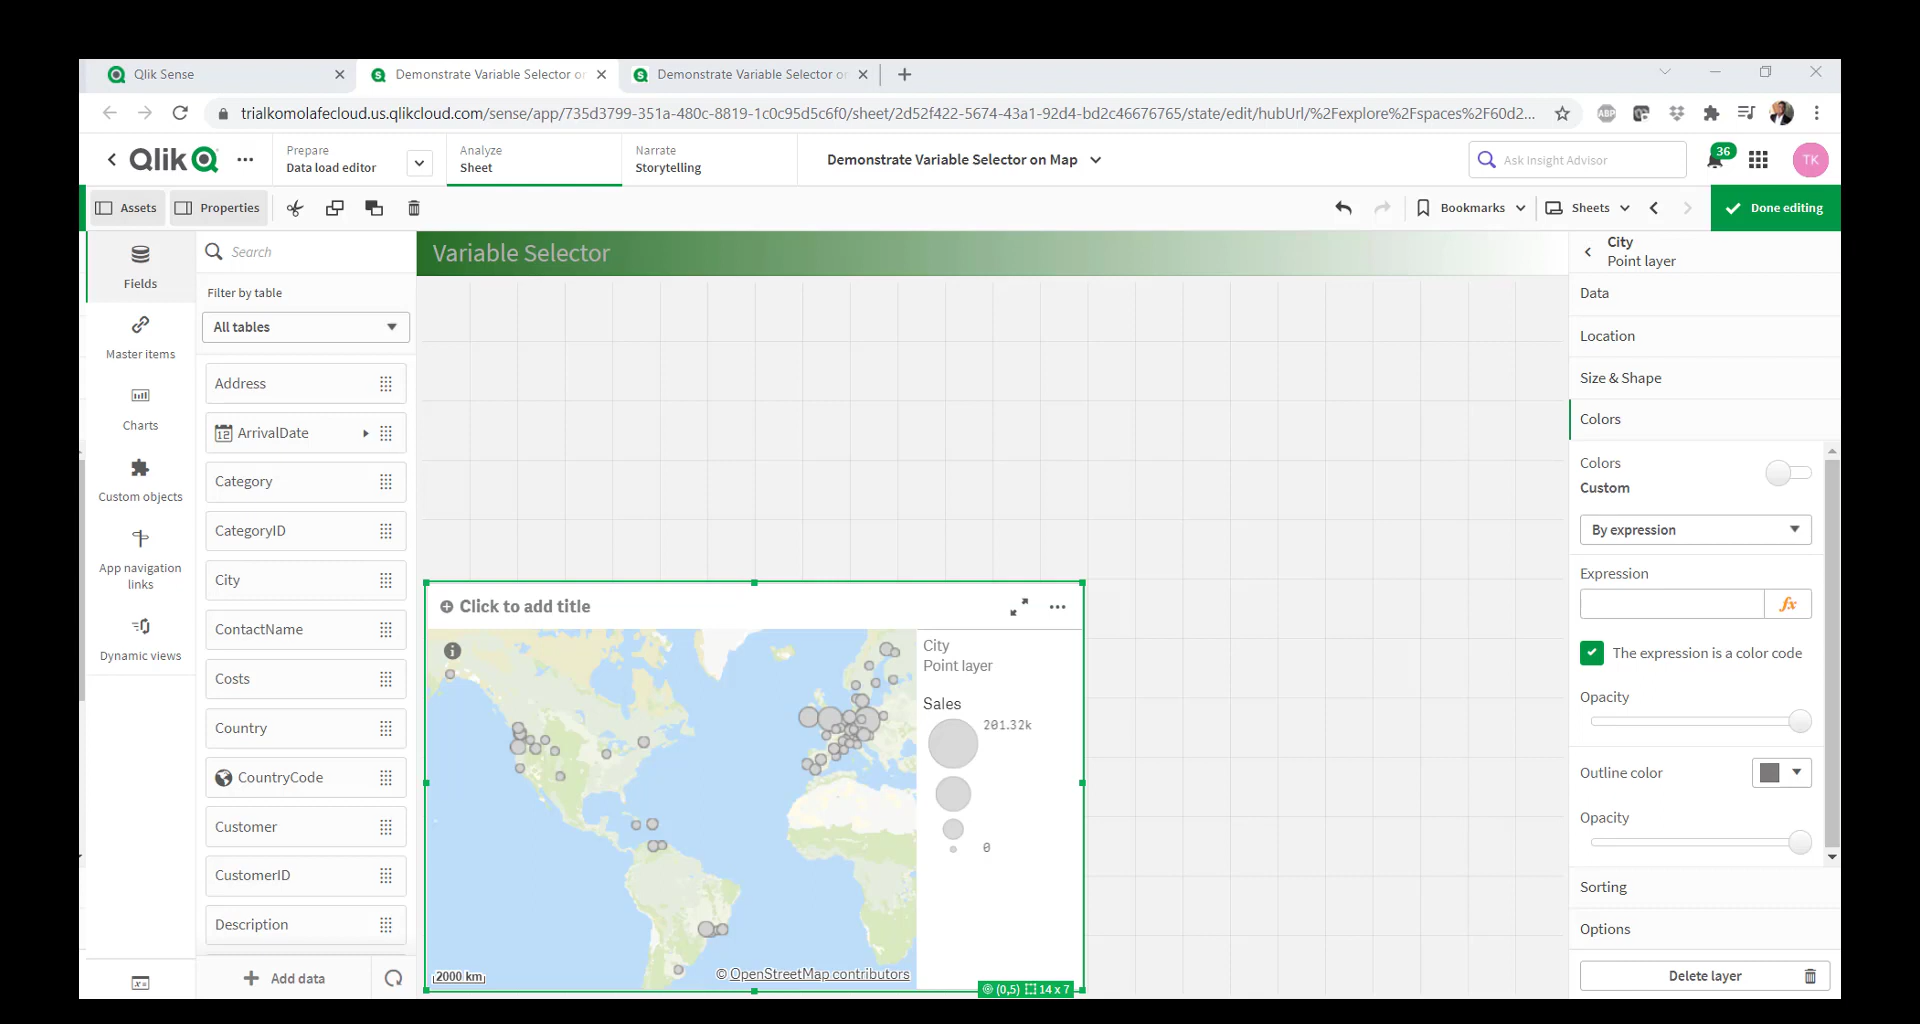 Qlik Sense
Demonstrate Variable Selector or
Demonstrate Variable Selector or
trialkomolafecloud.us.qlikcloud.com/sense/app/735d3799-351a-480c-8819-1c0c95d5c6f0/sheet/2d52f422-5674-43a1-92d4-bd2c46676765/state/edit/hubUrl/%2Fexplore%2Fspaces%2F60d2...
ABP
Qlik
Prepare
Data load editor
Analyze
Sheet
Narrate
Storytelling
Demonstrate Variable Selector on Map
Ask Insight Advisor
36
TK
Assets
Properties
Bookmarks
Sheets
Done editing
Fields
Master items
Charts
Custom objects
App navigation
links
Dynamic views
Search
Filter by table
All tables
Address
12
ArrivalDate
Category
CategoryID
City
ContactName
Costs
Country
CountryCode
Customer
CustomerID
Description
Add data
Variable Selector
Click to add title
City
Point layer
Sales
201.32k
0
2000 km
© OpenStreetMap contributors
(0,5) 14 x 7
City
Point layer
Data
Location
Size & Shape
Colors
Colors
Custom
By expression
Expression
fx
The expression is a color code
Opacity
Outline color
Opacity
Sorting
Options
Delete layer